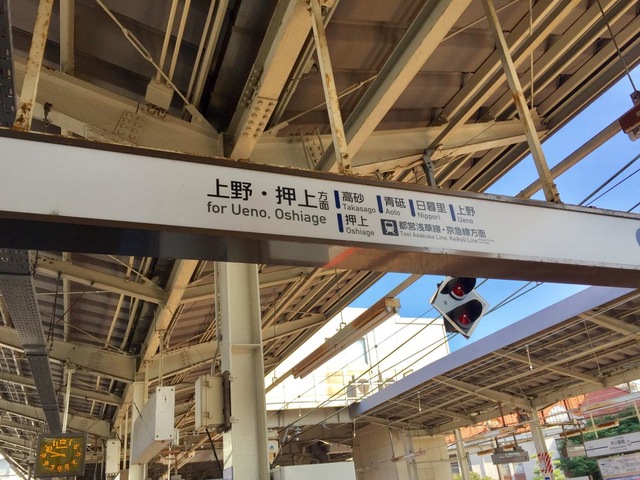 上野・押上方面
for Ueno, Oshiage
高砂 青砥 日暮里 上野
Takasago Aoto Nippori Ueno
押上 都営浅草線・京急線方面
Oshiage Toei Asakusa Line, Keikyū Line